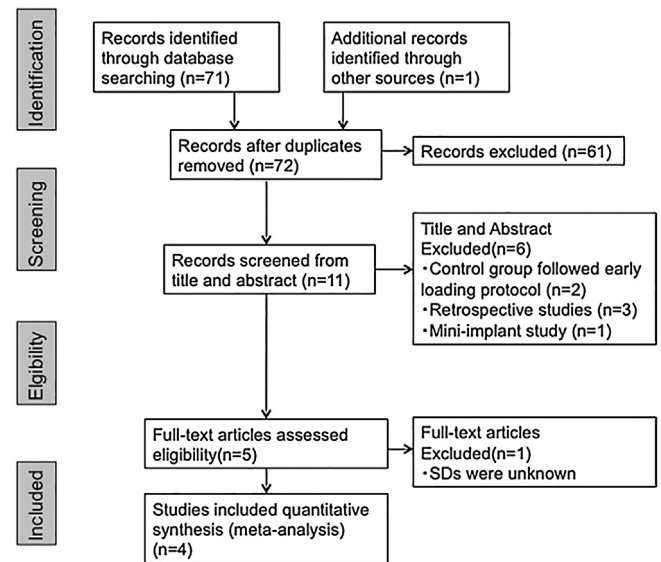 Identification
Records identified
through database
searching (n=71)
Additional records
identified through
other sources (n=1)
Records after duplicates
removed (n=72)
Records excluded (n=61)
Screening
Records screened from
title and abstract (n=11)
Title and Abstract
Excluded(n=6)
・Control group followed early
loading protocol (n=2)
・Retrospective studies (n=3)
・Mini-implant study (n=1)
Elgibility
Full-text articles assessed
eligibility(n=5)
Full-text articles
Excluded(n=1)
・SDs were unknown
Included
Studies included quantitative
synthesis (meta-analysis)
(n=4)